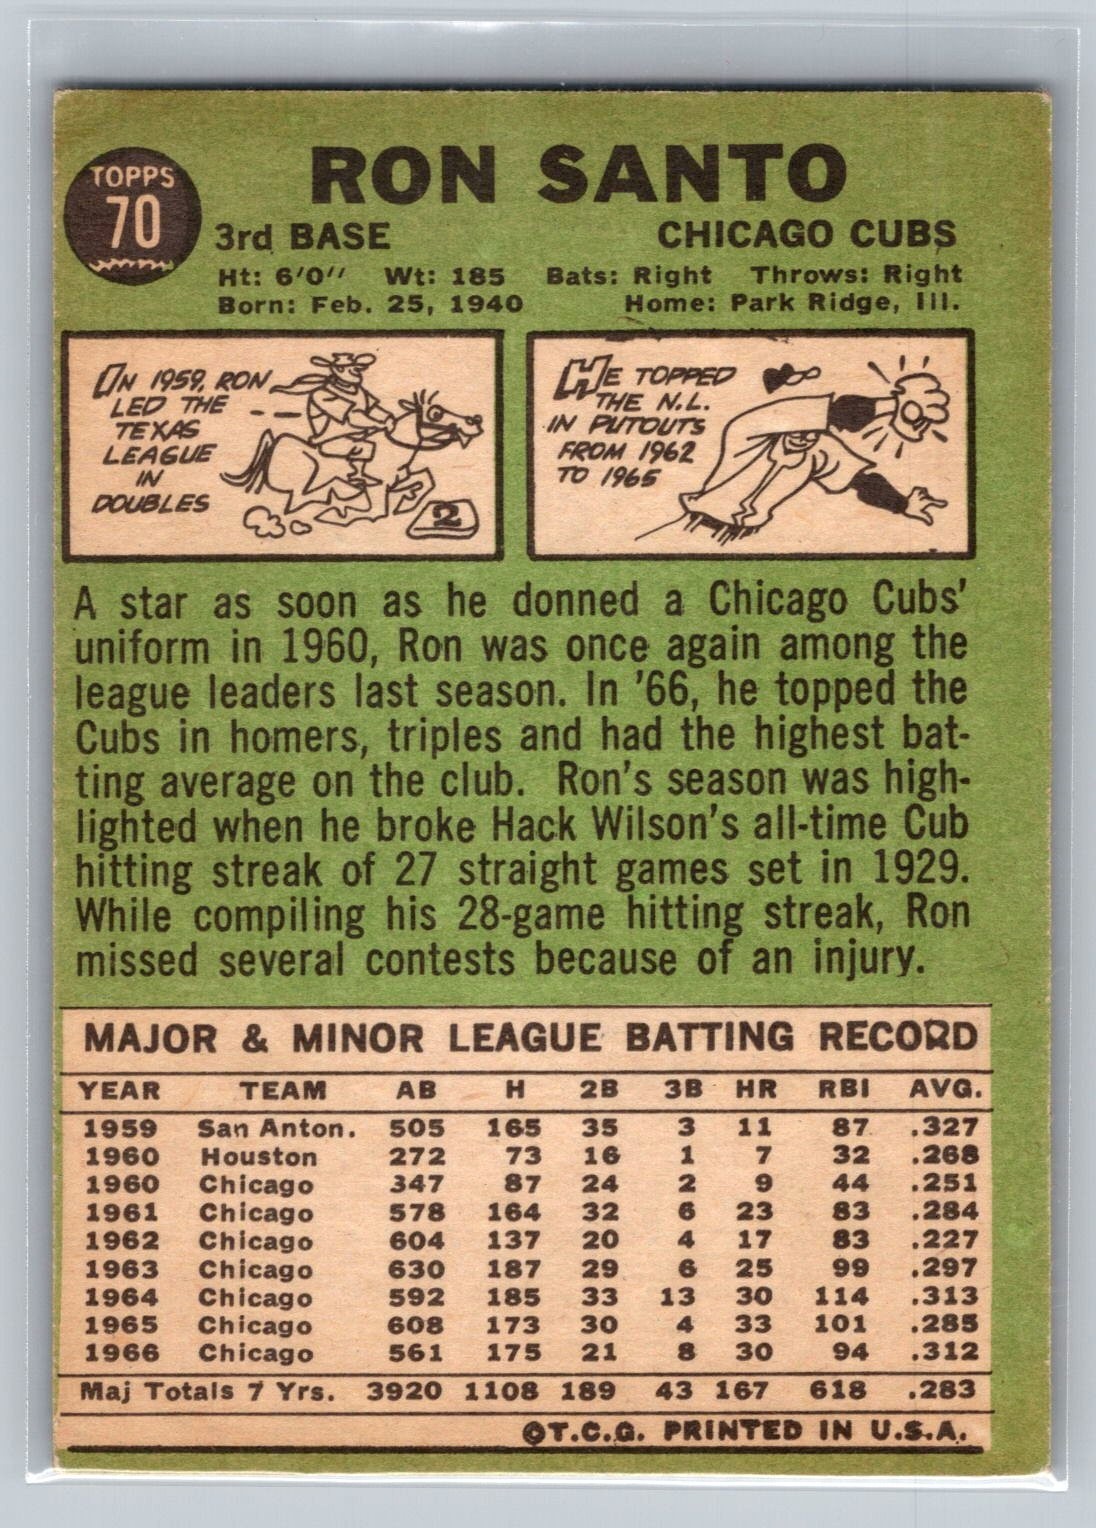 TOPPS
70
RON SANTO
3rd BASE CHICAGO CUBS
Ht: 6'0'' Wt: 185 Bats: Right Throws: Right
Born: Feb. 25, 1940 Home: Park Ridge, Ill.
IN 1959, RON
LED THE
TEXAS
LEAGUE
IN
DOUBLES
2
HE TOPPED
THE N.L.
IN PUTOUTS
FROM 1962
TO 1965
A star as soon as he donned a Chicago Cubs'
uniform in 1960, Ron was once again among the
league leaders last season. In '66, he topped the
Cubs in homers, triples and had the highest bat-
ting average on the club. Ron's season was high-
lighted when he broke Hack Wilson's all-time Cub
hitting streak of 27 straight games set in 1929.
While compiling his 28-game hitting streak, Ron
missed several contests because of an injury.
MAJOR & MINOR LEAGUE BATTING RECORD
YEAR TEAM AB H 2B 3B HR RBI AVG.
1959 San Anton. 505 165 35 3 11 87 .327
1960 Houston 272 73 16 1 7 32 .268
1960 Chicago 347 87 24 2 9 44 .251
1961 Chicago 578 164 32 6 23 83 .284
1962 Chicago 604 137 20 4 17 83 .227
1963 Chicago 630 187 29 6 25 99 .297
1964 Chicago 592 185 33 13 30 114 .313
1965 Chicago 608 173 30 4 33 101 .285
1966 Chicago 561 175 21 8 30 94 .312
Maj Totals 7 Yrs. 3920 1108 189 43 167 618 .283
©T.C.G. PRINTED IN U.S.A.